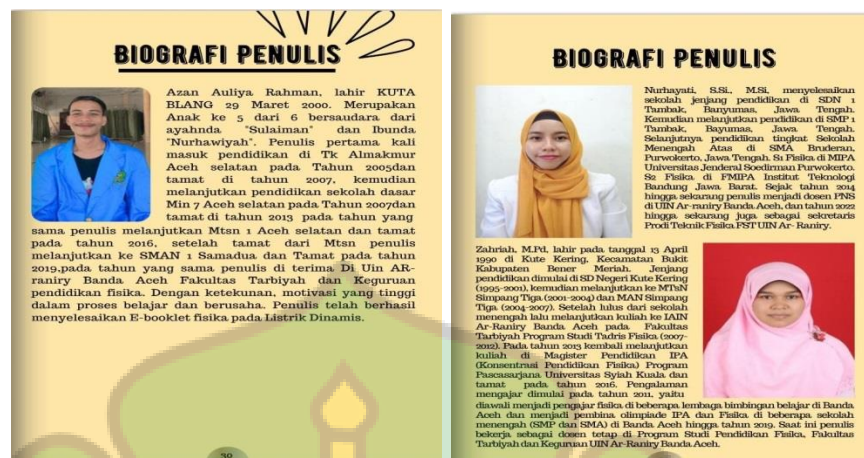 BIOGRAFI PENULIS
Azan Auliya Rahman, lahir KUTA
BLANG 29 Maret 2000. Merupakan
Anak ke 5 dari 6 bersaudara dari
ayahnda "Sulaiman" dan Ibunda
"Nurhawiyah". Penulis pertama kali
masuk pendidikan di Tk Almakmur
Aceh selatan pada Tahun 2005dan
tamat di tahun 2007, kemudian
melanjutkan pendidikan sekolah dasar
Min 7 Aceh selatan pada Tahun 2007dan
tamat di tahun 2013 pada tahun yang
sama penulis melanjutkan Mtsn 1 Aceh selatan dan tamat
pada tahun 2016, setelah tamat dari Mtsn penulis
melanjutkan ke SMAN 1 Samadua dan Tamat pada tahun
2019,pada tahun yang sama penulis di terima Di Uin AR-
raniry Banda Aceh Fakultas Tarbiyah dan Keguruan
pendidikan fisika. Dengan ketekunan, motivasi yang tinggi
dalam proses belajar dan berusaha. Penulis telah berhasil
menyelesaikan E-booklet fisika pada Listrik Dinamis.
30
BIOGRAFI PENULIS
Nurhayati, S.Si., M.Si, menyelesaikan
sekolah jenjang pendidikan di SDN 1
Tambak, Banyumas, Jawa Tengah.
Kemudian melanjutkan pendidikan di SMP 1
Tambak, Bayumas, Jawa Tengah.
Selanjutnya pendidikan tingkat Sekolah
Menengah Atas di SMA Bruderan,
Purwokerto, Jawa Tengah. S1 Fisika di MIPA
Universitas Jenderal Soedirman Purwokerto.
S2 Fisika di FMIPA Institut Teknologi
Bandung Jawa Barat. Sejak tahun 2014
hingga sekarang penulis menjadi dosen PNS
di UIN Ar-raniry Banda Aceh, dan tahun 2022
hingga sekarang juga sebagai sekretaris
Prodi Teknik Fisika FST UIN Ar- Raniry.
Zahriah, M.Pd, lahir pada tanggal 13 April
1990 di Kute Kering, Kecamatan Bukit
Kabupaten Bener Meriah. Jenjang
pendidikan dimulai di SD Negeri Kute Kering
(1995-2001), kemudian melanjutkan ke MTsN
Simpang Tiga (2001-2004) dan MAN Simpang
Tiga (2004-2007). Setelah lulus dari sekolah
menengah lalu melanjutkan kuliah ke IAIN
Ar-Raniry Banda Aceh pada Fakultas
Tarbiyah Program Studi Tadris Fisika (2007-
2012). Pada tahun 2013 kembali melanjutkan
kuliah di Magister Pendidikan IPA
(Konsentrasi Pendidikan Fisika) Program
Pascasarjana Universitas Syiah Kuala dan
tamat pada tahun 2016. Pengalaman
mengajar dimulai pada tahun 2011, yaitu
diawali menjadi pengajar fisika di beberapa lembaga bimbingan belajar di Banda
Aceh dan menjadi pembina olimpiade IPA dan Fisika di beberapa sekolah
menengah (SMP dan SMA) di Banda Aceh hingga tahun 2019. Saat ini penulis
bekerja sebagai dosen tetap di Program Studi Pendidikan Fisika, Fakultas
Tarbiyah dan Keguruan UIN Ar-Raniry Banda Aceh.